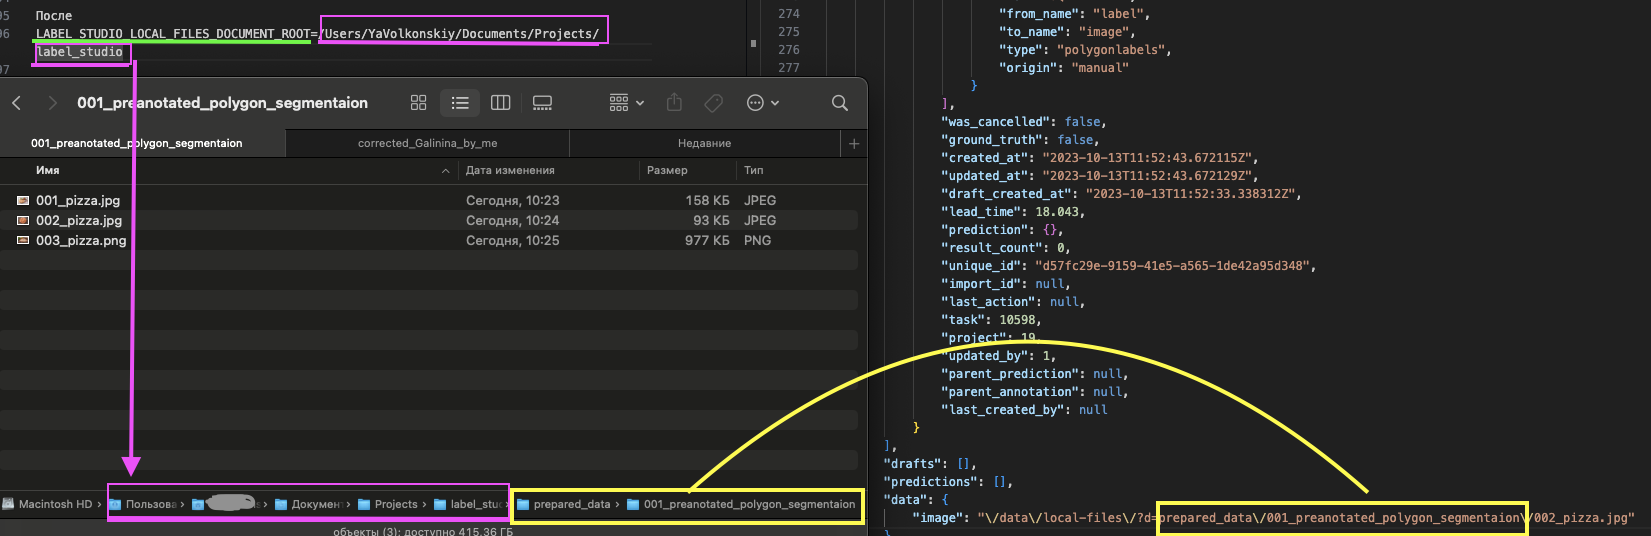 95 После
96 LABEL_STUDIO_LOCAL_FILES_DOCUMENT_ROOT=/Users/YaVolkonskiy/Documents/Projects/
label_studio
97
001_preanotated_polygon_segmentaion
001_preanotated_polygon_segmentaion
corrected_Galinina_by_me
Недавние
Имя Дата изменения Размер Тип
001_pizza.jpg Сегодня, 10:23 158 КБ JPEG
002_pizza.jpg Сегодня, 10:24 93 КБ JPEG
003_pizza.png Сегодня, 10:25 977 КБ PNG
Macintosh HD › Пользова › › Докумен › Projects › label_stu › prepared_data › 001_preanotated_polygon_segmentaion
объекты (3); доступно 415,36 ГБ
274 "from_name": "label",
275 "to_name": "image",
276 "type": "polygonlabels",
277 "origin": "manual"
}
],
"was_cancelled": false,
"ground_truth": false,
"created_at": "2023-10-13T11:52:43.672115Z",
"updated_at": "2023-10-13T11:52:43.672129Z",
"draft_created_at": "2023-10-13T11:52:33.338312Z",
"lead_time": 18.043,
"prediction": {},
"result_count": 0,
"unique_id": "d57fc29e-9159-41e5-a565-1de42a95d348",
"import_id": null,
"last_action": null,
"task": 10598,
"project": 19,
"updated_by": 1,
"parent_prediction": null,
"parent_annotation": null,
"last_created_by": null
}
],
"drafts": [],
"predictions": [],
"data": {
"image": "\/data\/local-files\/?d=prepared_data\/001_preanotated_polygon_segmentaion\/002_pizza.jpg"